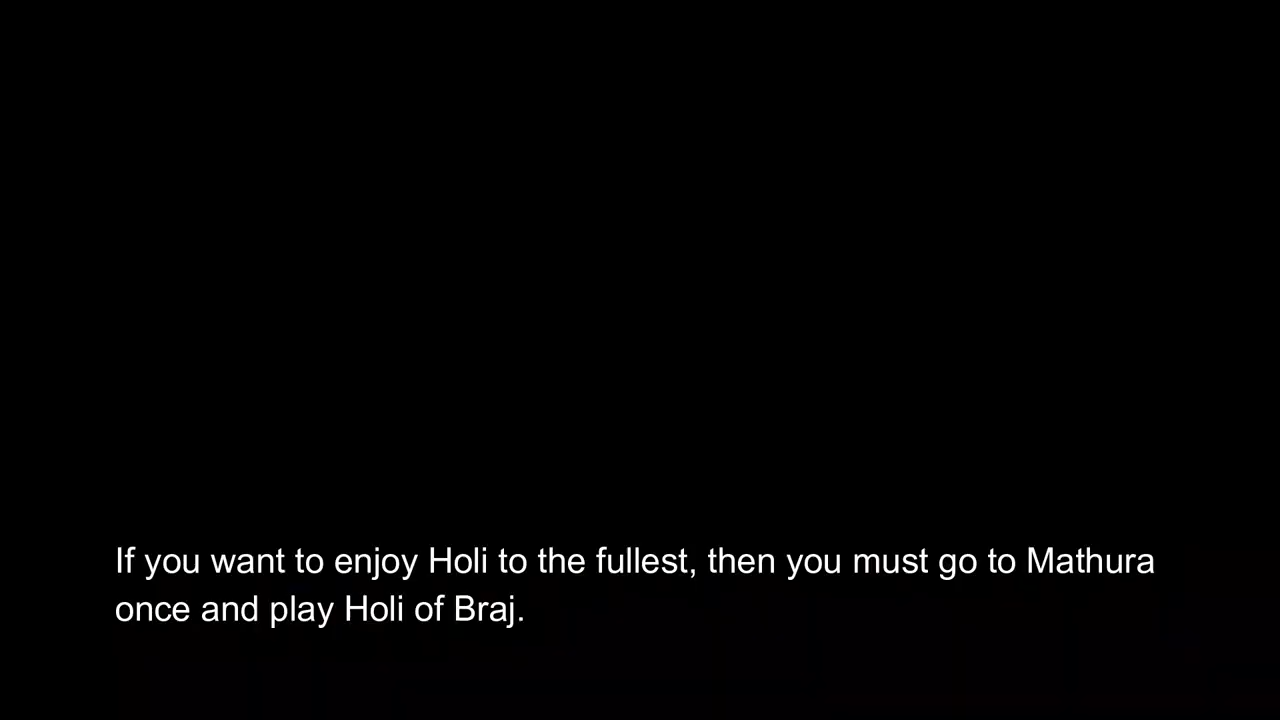 If you want to enjoy Holi to the fullest, then you must go to Mathura
once and play Holi of Braj.